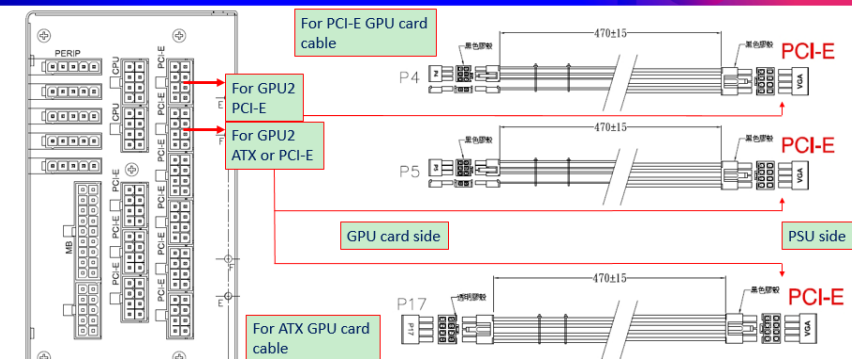 For PCI-E GPU card
cable
470±15
黑色膠殼
黑色膠殼
PCI-E
P4
P4
VGA
PERIP
CPU
PCI-E
For GPU2
PCI-E
E
CPU
PCI-E
For GPU2
ATX or PCI-E
F
470±15
黑色膠殼
黑色膠殼
PCI-E
P5
P5
VGA
PCI-E
PCI-E
GPU card side
PSU side
MB
PCI-E
PCI-E
PCI-E
PCI-E
F
E
470±15
透明膠殼
黑色膠殼
PCI-E
P17
P17
VGA
PCI-E
For ATX GPU card
cable